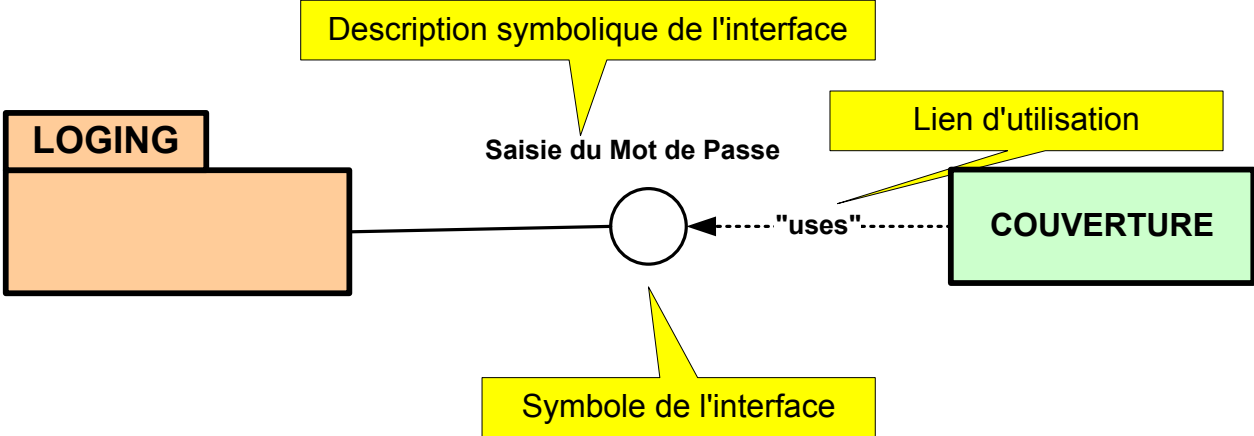 Description symbolique de l'interface
LOGING
Saisie du Mot de Passe
Lien d'utilisation
"uses"
COUVERTURE
Symbole de l'interface